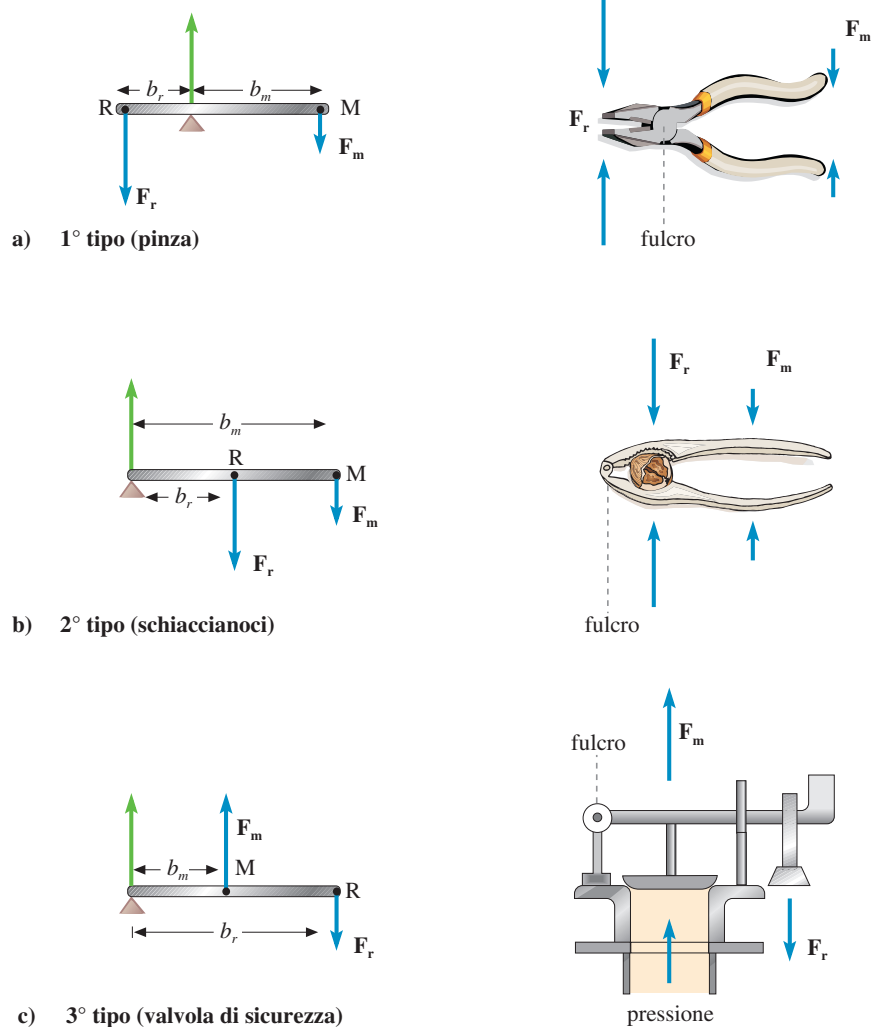 b_r
b_m
R
M
F_m
F_r
a) 1° tipo (pinza)
F_m
F_r
fulcro
b_m
R
M
b_r
F_m
F_r
b) 2° tipo (schiaccianoci)
F_r
F_m
fulcro
F_m
b_m
M
R
b_r
F_r
c) 3° tipo (valvola di sicurezza)
fulcro
F_m
F_r
pressione